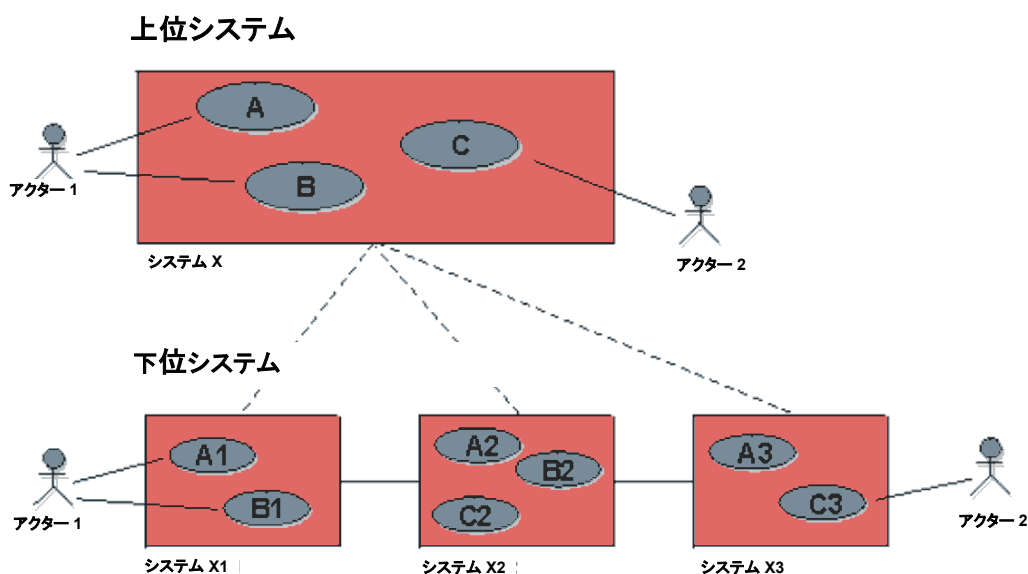 上位システム
A
B
C
アクター 1
システム X
アクター 2
下位システム
A1
B1
A2
B2
C2
A3
C3
アクター 1
アクター 2
システム X1
システム X2
システム X3